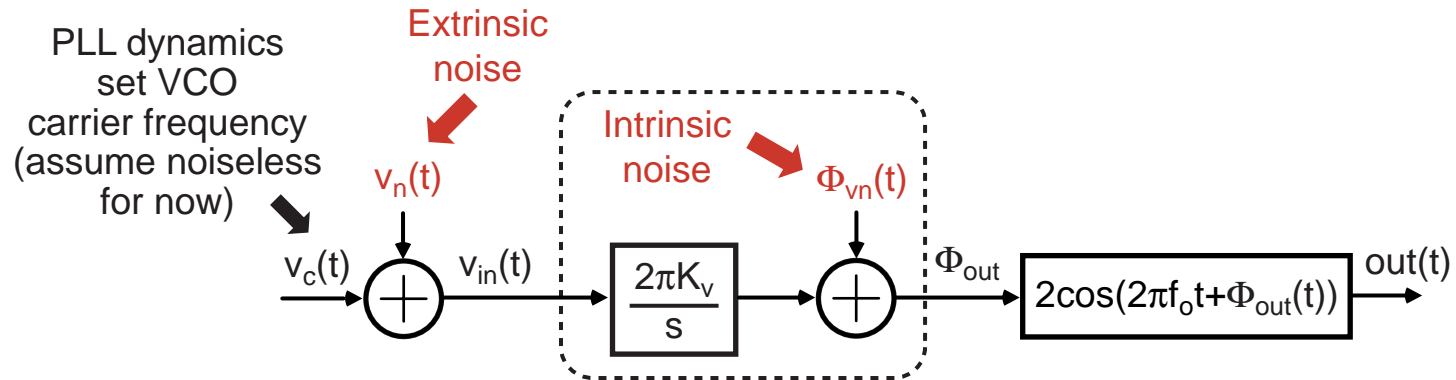 PLL dynamics
set VCO
carrier frequency
(assume noiseless
for now)
Extrinsic
noise
Intrinsic
noise
vₙ(t)
Φᵥₙ(t)
v_c(t)
+
vᵢₙ(t)
2πKᵥ
s
+
Φₒᵤₜ
2cos(2πfₒt+Φₒᵤₜ(t))
out(t)